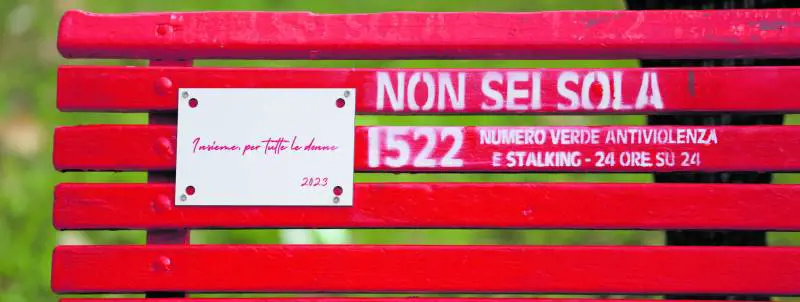 Insieme, per tutte le donne
2023
NON SEI SOLA
1522
NUMERO VERDE ANTIVIOLENZA
E STALKING - 24 ORE SU 24